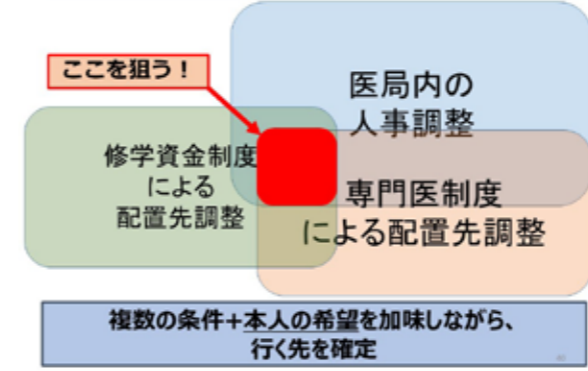 ここを狙う！
医局内の
人事調整
修学資金制度
による
配置先調整
専門医制度
による配置先調整
複数の条件+本人の希望を加味しながら、
行く先を確定